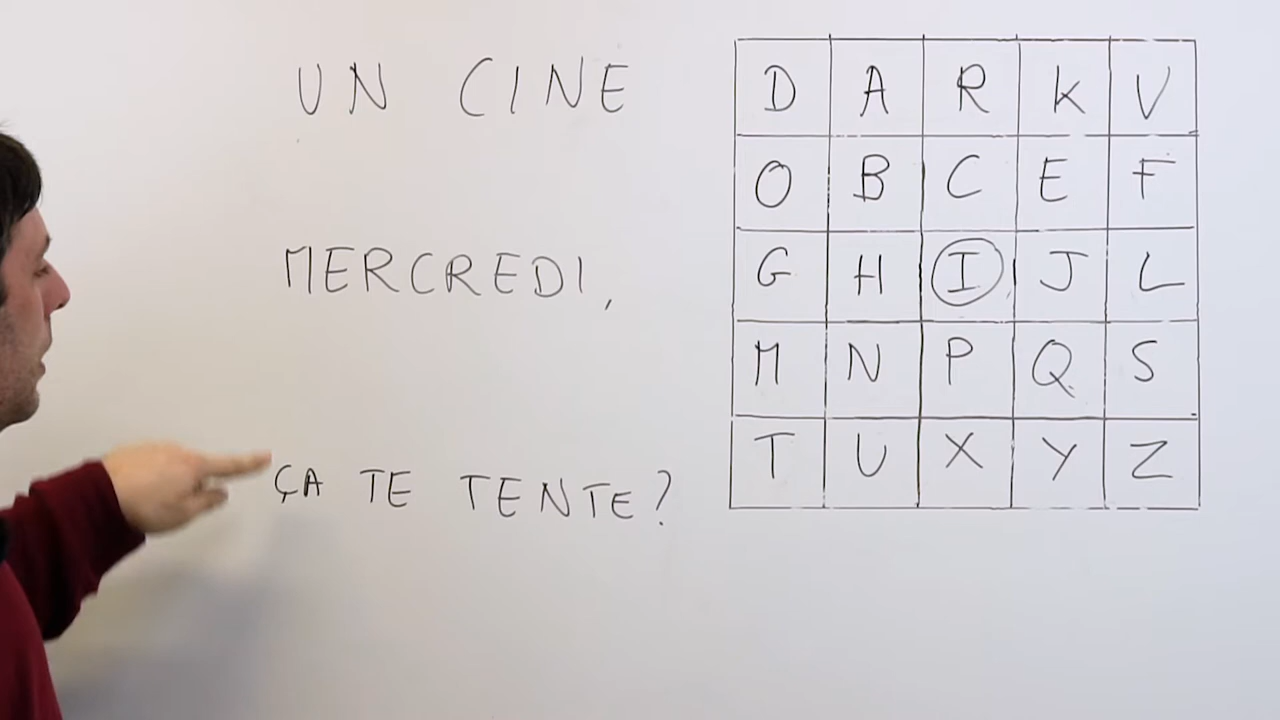 UN CINE
MERCREDI,
ÇA TE TENTE?
D A R K V
O B C E F
G H I J L
M N P Q S
T U X Y Z